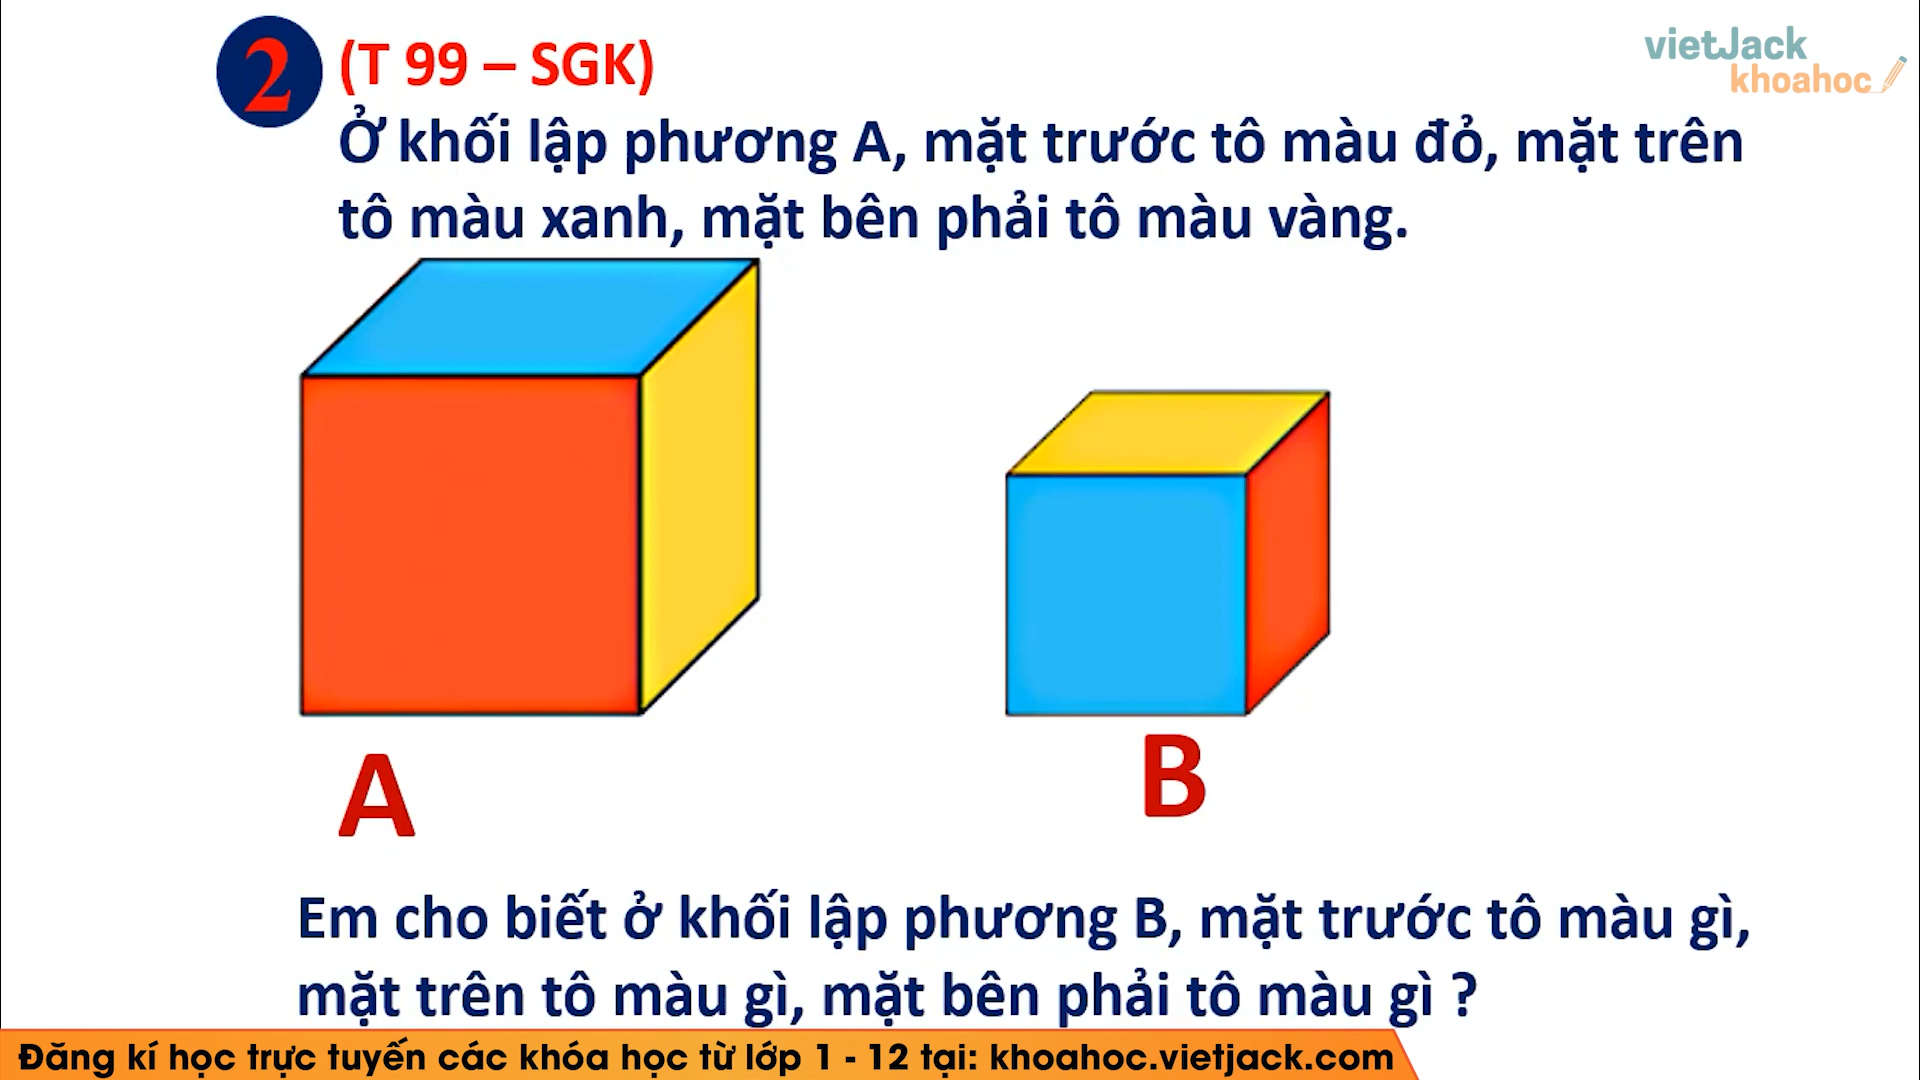 2
(T 99 – SGK)
vietJack
khoahoc
Ở khối lập phương A, mặt trước tô màu đỏ, mặt trên
tô màu xanh, mặt bên phải tô màu vàng.
A
B
Em cho biết ở khối lập phương B, mặt trước tô màu gì,
mặt trên tô màu gì, mặt bên phải tô màu gì ?
Đăng kí học trực tuyến các khóa học từ lớp 1 - 12 tại: khoahoc.vietjack.com